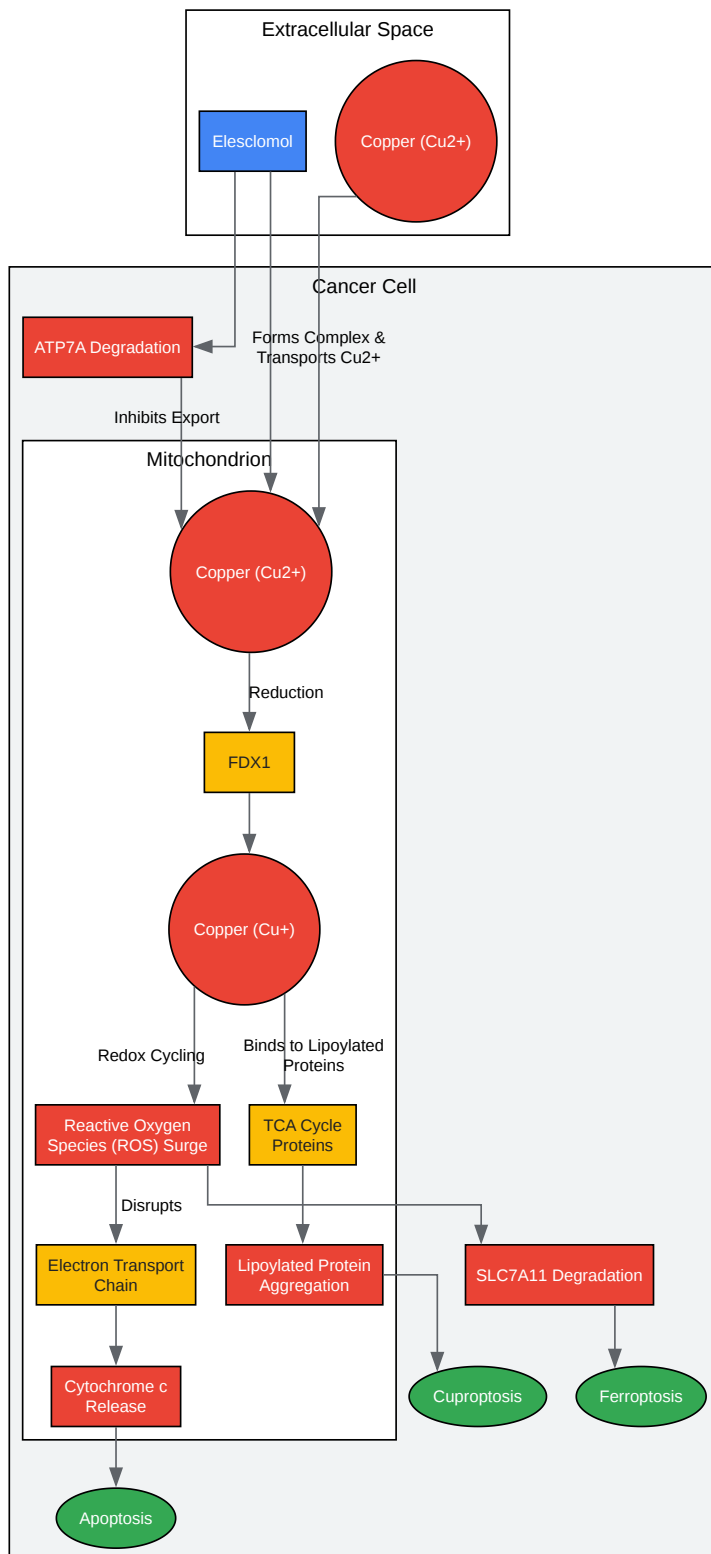 Extracellular Space
Elesclomol
Copper (Cu2+)
Cancer Cell
ATP7A Degradation
Forms Complex &
Transports Cu2+
Inhibits Export
Mitochondrion
Copper (Cu2+)
Reduction
FDX1
Copper (Cu+)
Redox Cycling
Binds to Lipoylated
Proteins
Reactive Oxygen
Species (ROS) Surge
TCA Cycle
Proteins
Disrupts
Electron Transport
Chain
Lipoylated Protein
Aggregation
SLC7A11 Degradation
Cytochrome c
Release
Cuproptosis
Ferroptosis
Apoptosis